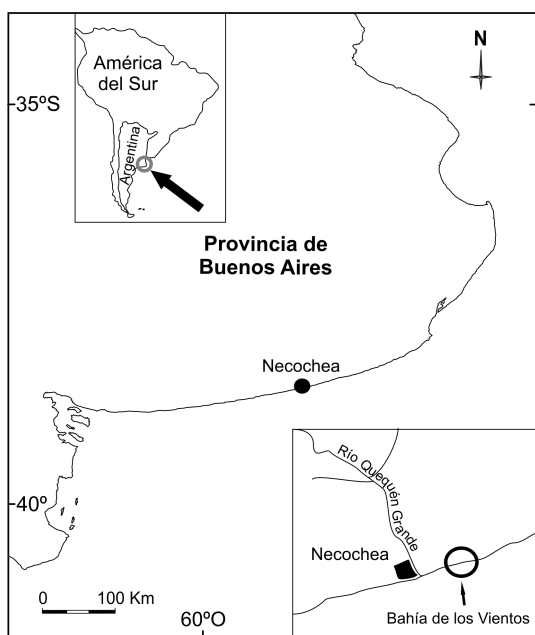 América
del Sur
Argentina
N
-35ºS
Provincia de
Buenos Aires
Necochea
-40º
0 100 Km
60ºO
Río Quequén Grande
Necochea
Bahía de los Vientos